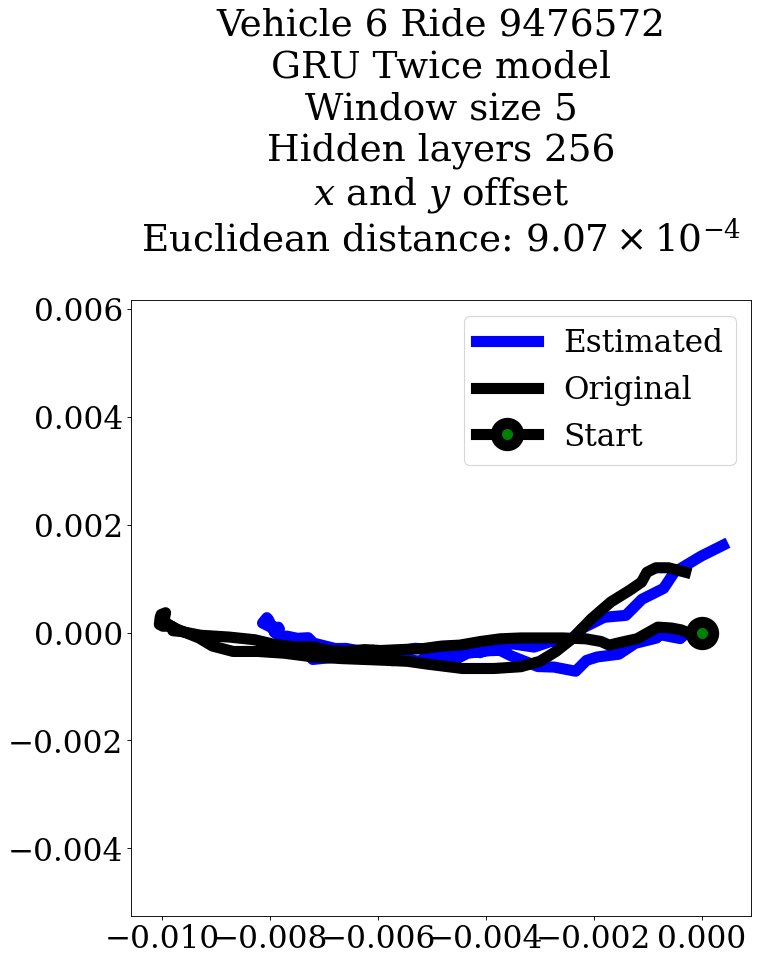 Vehicle 6 Ride 9476572
GRU Twice model
Window size 5
Hidden layers 256
x and y offset
Euclidean distance: 9.07 × 10⁻⁴
0.006
0.004
0.002
0.000
−0.002
−0.004
Estimated
Original
Start
−0.010 −0.008 −0.006 −0.004 −0.002 0.000